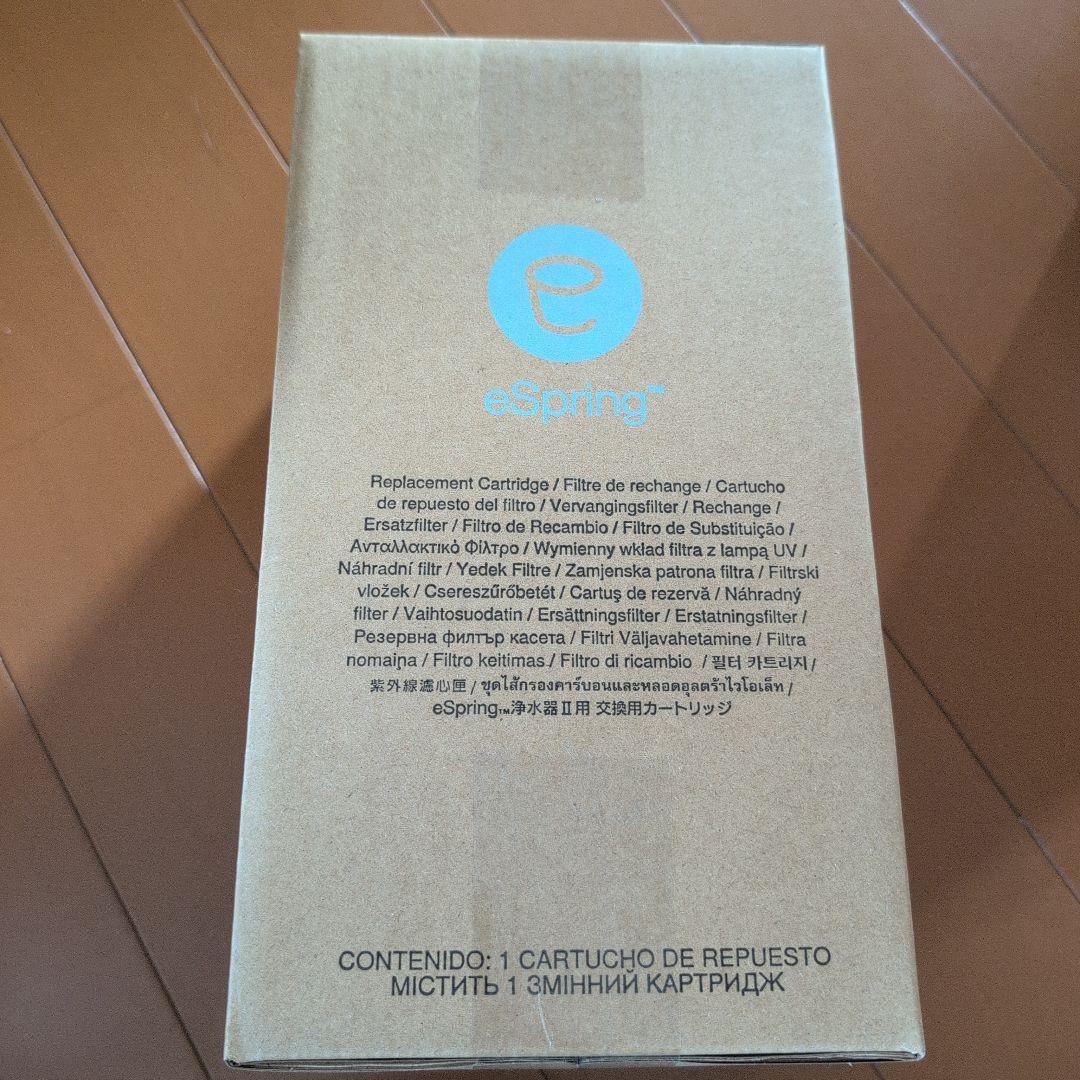 e
eSpring™
Replacement Cartridge / Filtre de rechange / Cartucho
de repuesto del filtro / Vervangingsfilter / Rechange /
Ersatzfilter / Filtro de Recambio / Filtro de Substituição /
Ανταλλακτικό Φίλτρο / Wymienny wkład filtra z lampą UV /
Náhradní filtr / Yedek Filtre / Zamjenska patrona filtra / Filtrski
vložek / Csereszűrőbetét / Cartuş de rezervă / Náhradný
filter / Vaihtosuodatin / Ersättningsfilter / Erstatningsfilter /
Резервна филтър касета / Filtri Väljavahetamine / Filtra
nomaiņa / Filtro keitimas / Filtro di ricambio / 필터 카트리지 /
紫外線濾心匣 / ชุดไส้กรองคาร์บอนและหลอดอุลตร้าไวโอเล็ท /
eSpring™浄水器Ⅱ用 交換用カートリッジ
CONTENIDO: 1 CARTUCHO DE REPUESTO
МІСТИТЬ 1 ЗМІННИЙ КАРТРИДЖ